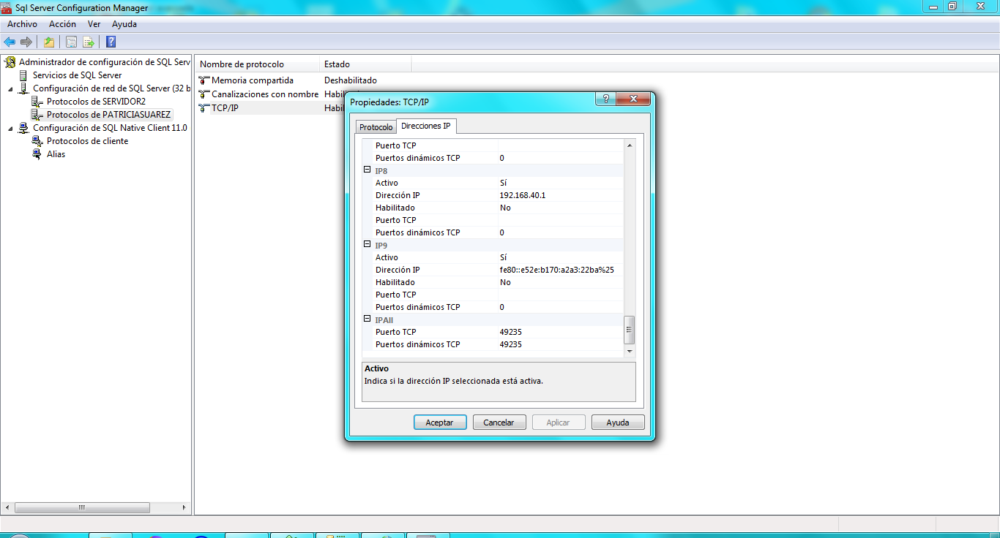 Sql Server Configuration Manager
Archivo Acción Ver Ayuda
Administrador de configuración de SQL Serv
Servicios de SQL Server
Configuración de red de SQL Server (32 b
Protocolos de SERVIDOR2
Protocolos de PATRICIASUAREZ
Configuración de SQL Native Client 11.0
Protocolos de cliente
Alias
Nombre de protocolo Estado
Memoria compartida Deshabilitado
Canalizaciones con nombre Habil
TCP/IP Habil
Propiedades: TCP/IP
Protocolo Direcciones IP
Puerto TCP
Puertos dinámicos TCP 0
IP8
Activo Sí
Dirección IP 192.168.40.1
Habilitado No
Puerto TCP
Puertos dinámicos TCP 0
IP9
Activo Sí
Dirección IP fe80::e52e:b170:a2a3:22ba%25
Habilitado No
Puerto TCP
Puertos dinámicos TCP 0
IPAll
Puerto TCP 49235
Puertos dinámicos TCP 49235
Activo
Indica si la dirección IP seleccionada está activa.
Aceptar Cancelar Aplicar Ayuda